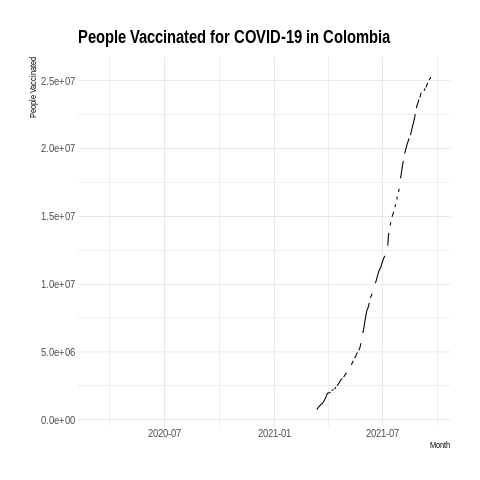 People Vaccinated for COVID-19 in Colombia
People Vaccinated
2.5e+07
2.0e+07
1.5e+07
1.0e+07
5.0e+06
0.0e+00
2020-07
2021-01
2021-07
Month